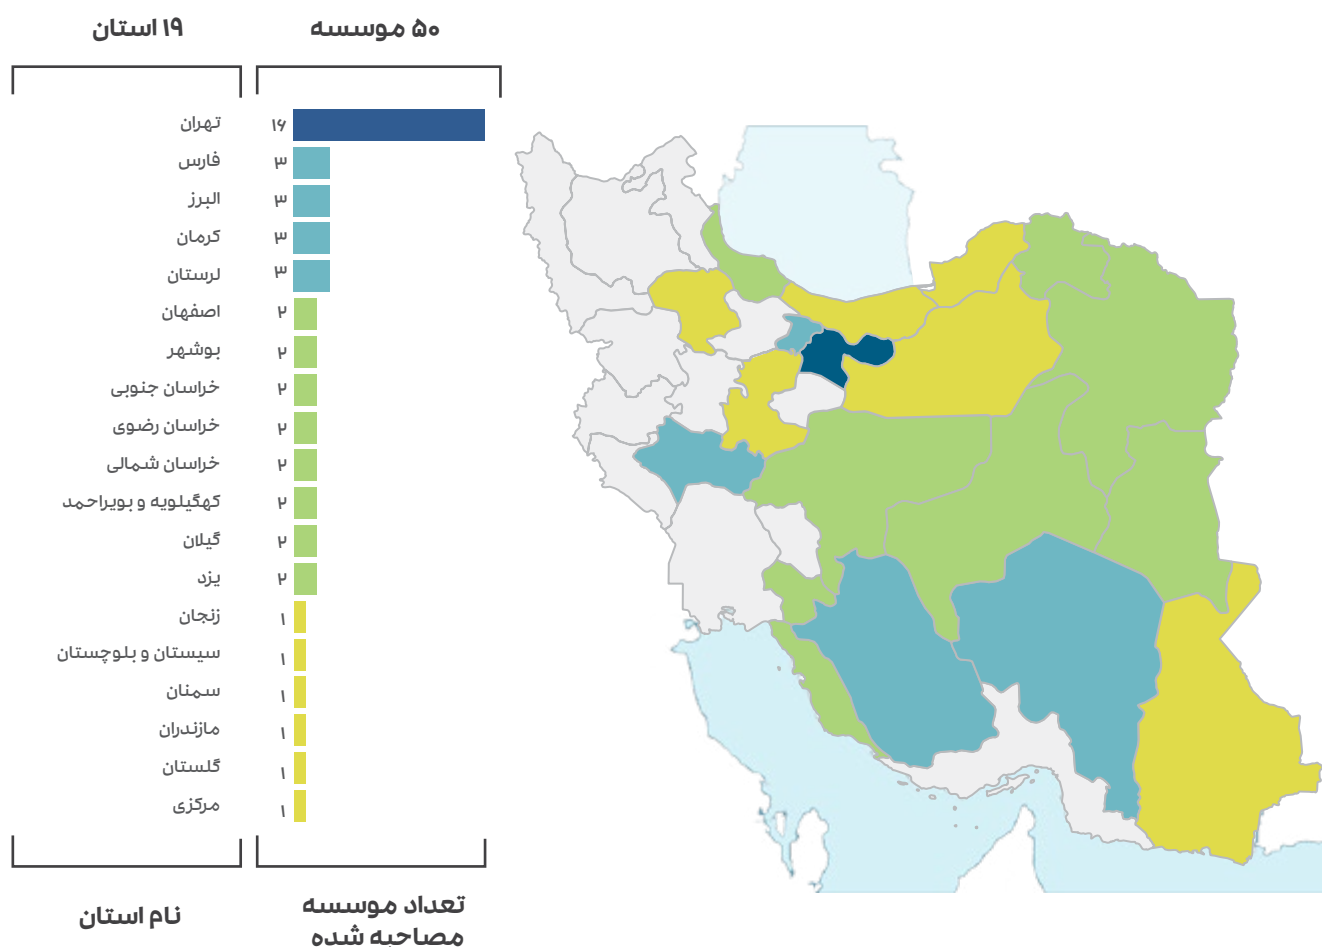 ۱۹ استان
۵۰ موسسه
تهران ۱۶
فارس ۳
البرز ۳
کرمان ۳
لرستان ۳
اصفهان ۲
بوشهر ۲
خراسان جنوبی ۲
خراسان رضوی ۲
خراسان شمالی ۲
کهگیلویه و بویراحمد ۲
گیلان ۲
یزد ۲
زنجان ۱
سیستان و بلوچستان ۱
سمنان ۱
مازندران ۱
گلستان ۱
مرکزی ۱
نام استان
تعداد موسسه
مصاحبه شده